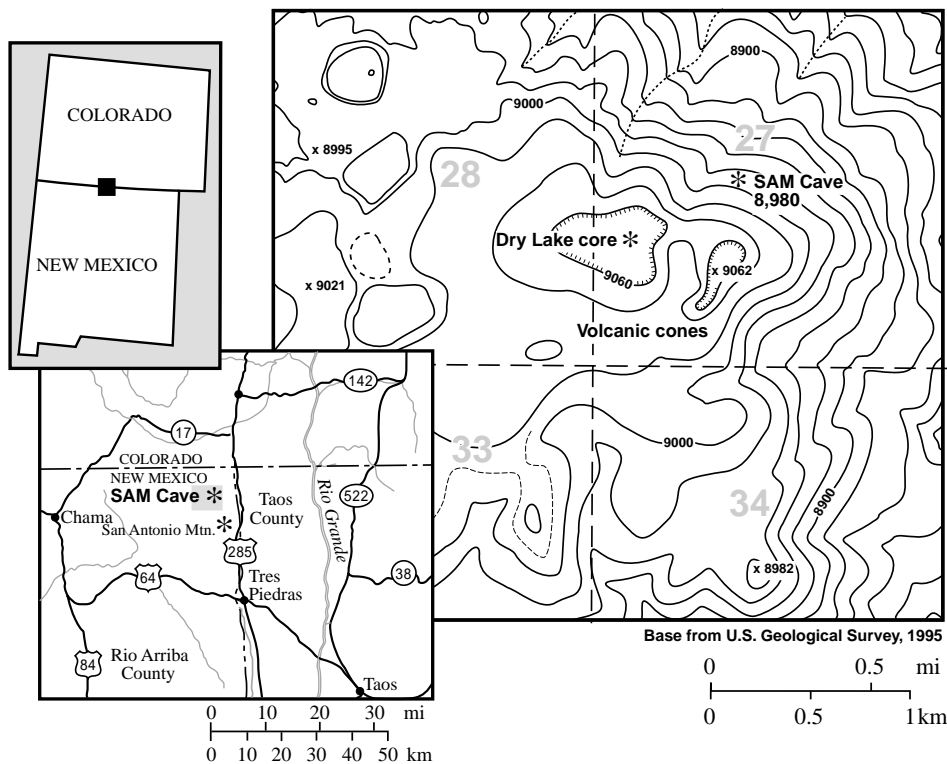 COLORADO
NEW MEXICO
8900
9000
27
x 8995
28
SAM Cave
8,980
Dry Lake core
9060
x 9062
x 9021
Volcanic cones
33
9000
34
8900
x 8982
Base from U.S. Geological Survey, 1995
0 0.5 mi
0 0.5 1km
142
17
COLORADO
NEW MEXICO
SAM Cave
Taos
County
Rio Grande
522
Chama
San Antonio Mtn.
285
64
Tres
Piedras
38
84
Rio Arriba
County
Taos
0 10 20 30 mi
0 10 20 30 40 50 km